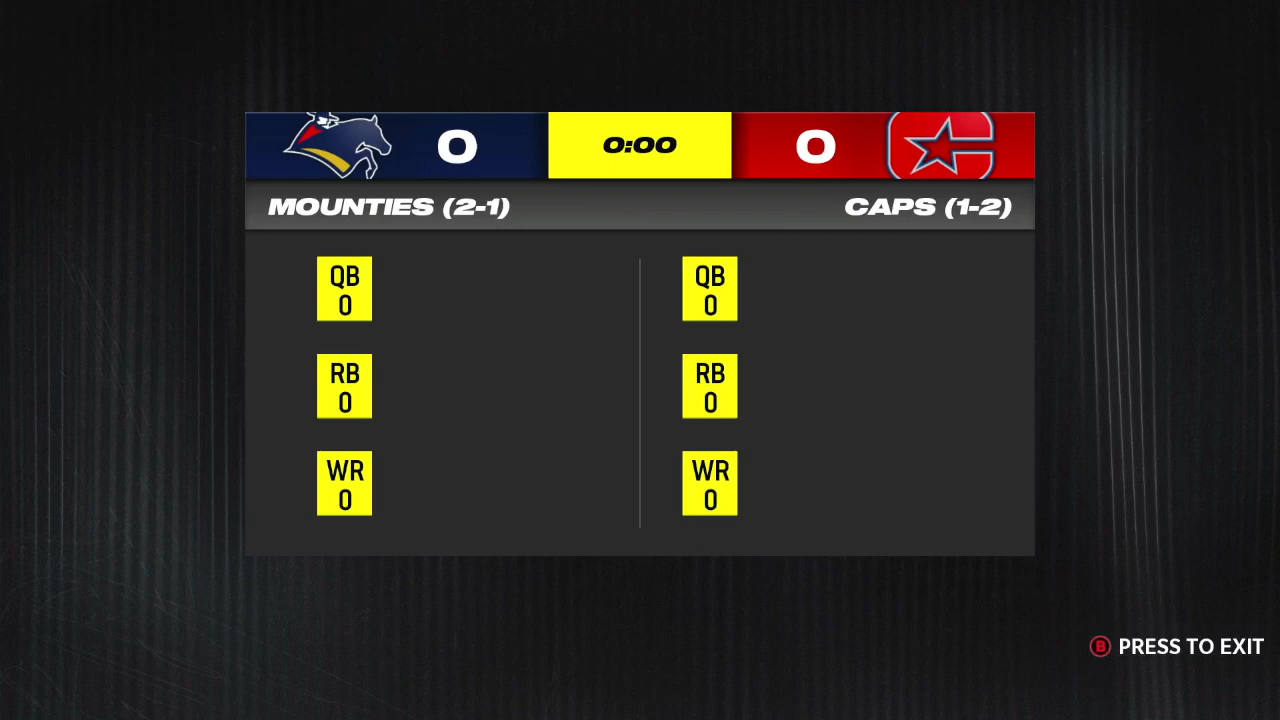 0 0:00 0
MOUNTIES (2-1) CAPS (1-2)
QB QB
0 0
RB RB
0 0
WR WR
0 0
B PRESS TO EXIT